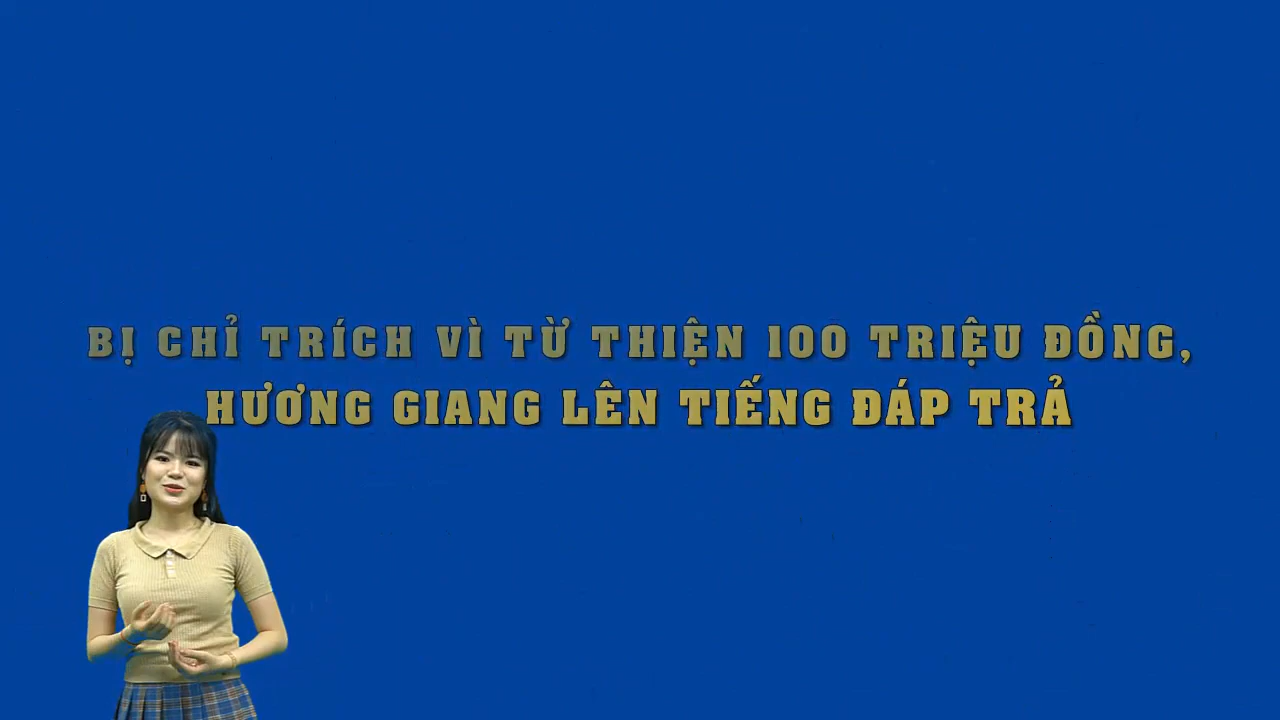 BỊ CHỈ TRÍCH VÌ TỪ THIỆN 100 TRIỆU ĐỒNG,
HƯƠNG GIANG LÊN TIẾNG ĐÁP TRẢ